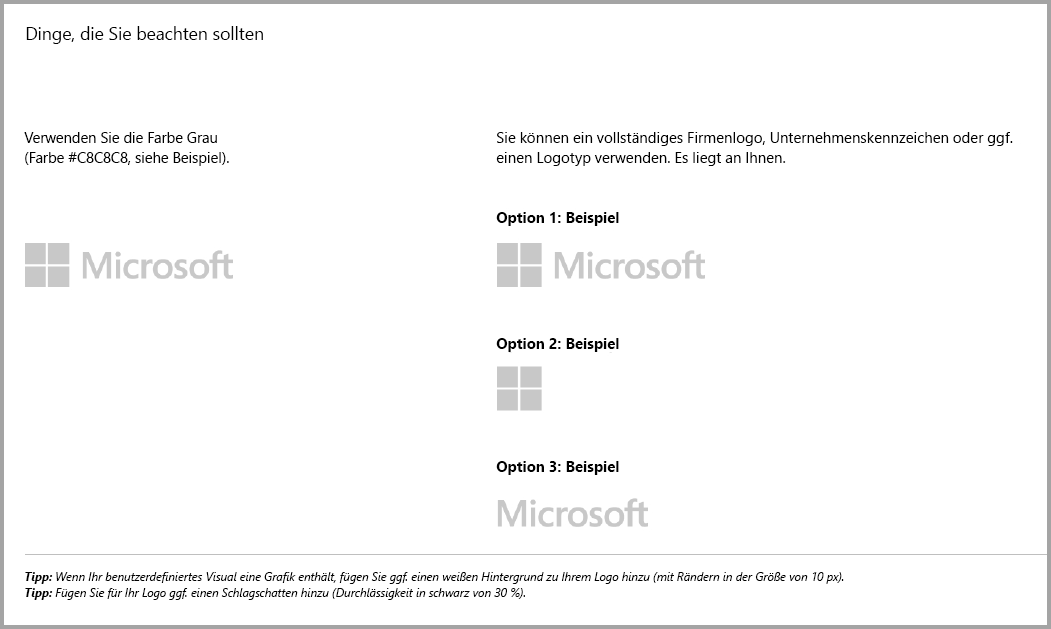 Dinge, die Sie beachten sollten
Verwenden Sie die Farbe Grau
(Farbe #C8C8C8, siehe Beispiel).
Microsoft
Sie können ein vollständiges Firmenlogo, Unternehmenskennzeichen oder ggf.
einen Logotyp verwenden. Es liegt an Ihnen.
Option 1: Beispiel
Microsoft
Option 2: Beispiel
Option 3: Beispiel
Microsoft
Tipp: Wenn Ihr benutzerdefiniertes Visual eine Grafik enthält, fügen Sie ggf. einen weißen Hintergrund zu Ihrem Logo hinzu (mit Rändern in der Größe von 10 px).
Tipp: Fügen Sie für Ihr Logo ggf. einen Schlagschatten hinzu (Durchlässigkeit in schwarz von 30 %).